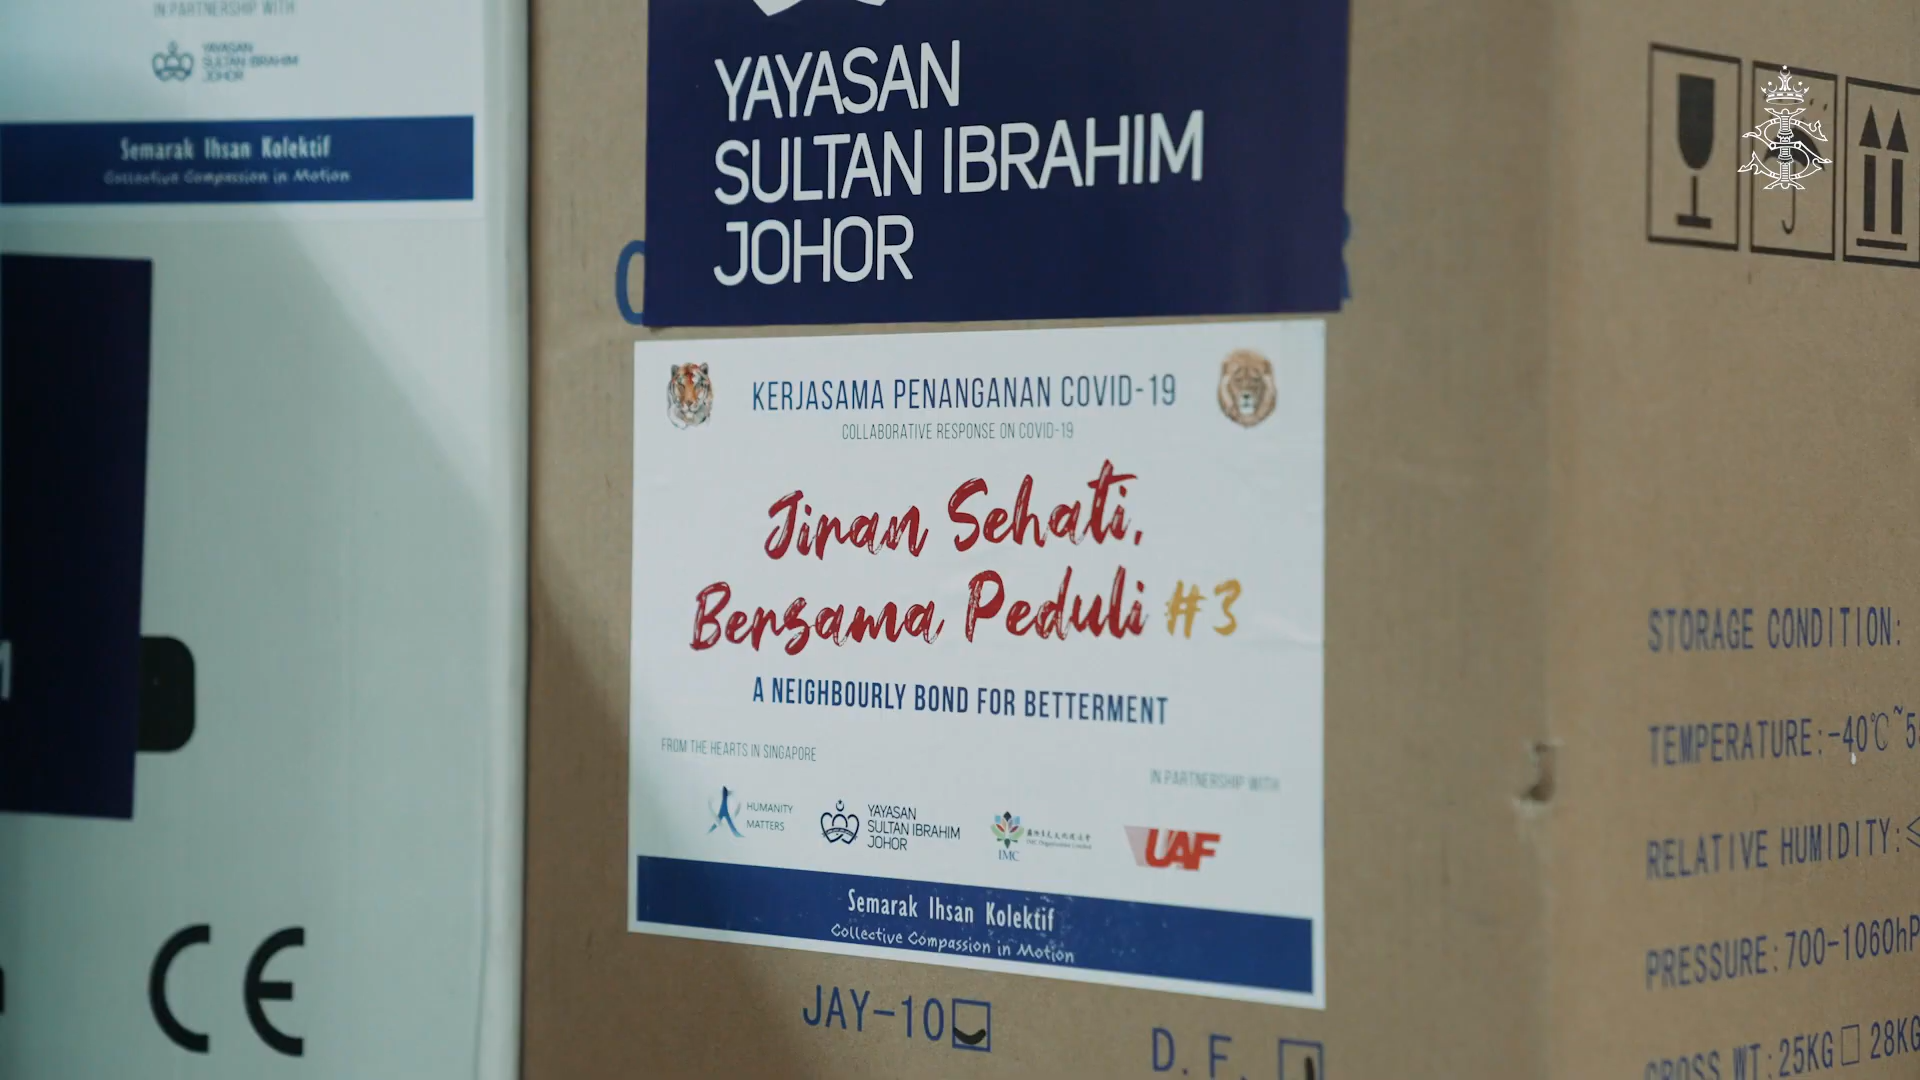 IN PARTNERSHIP WITH
YAYASAN
SULTAN IBRAHIM
JOHOR
Semarak Ihsan Kolektif
Collective Compassion in Motion
CE
YAYASAN
SULTAN IBRAHIM
JOHOR
KERJASAMA PENANGANAN COVID-19
COLLABORATIVE RESPONSE ON COVID-19
Jiran Sehati,
Bersama Peduli #3
A NEIGHBOURLY BOND FOR BETTERMENT
FROM THE HEARTS IN SINGAPORE
IN PARTNERSHIP WITH
HUMANITY
MATTERS
YAYASAN
SULTAN IBRAHIM
JOHOR
IMC
UAF
Semarak Ihsan Kolektif
Collective Compassion in Motion
JAY-10
D.F.
STORAGE CONDITION:
TEMPERATURE:-40℃~5
RELATIVE HUMIDITY:≤
PRESSURE:700-1060hP
GROSS WT:25KG□ 28KG